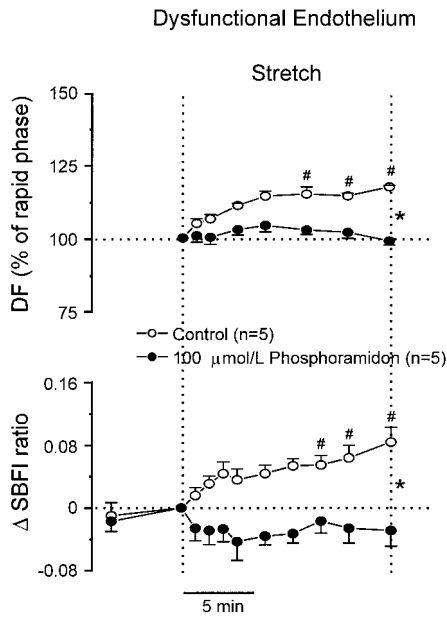 Dysfunctional Endothelium
Stretch
DF (% of rapid phase)
150
125
100
75
# # #
*
Control (n=5)
100 μmol/L Phosphoramidon (n=5)
Δ SBFI ratio
0.16
0.08
0
-0.08
# # #
*
5 min